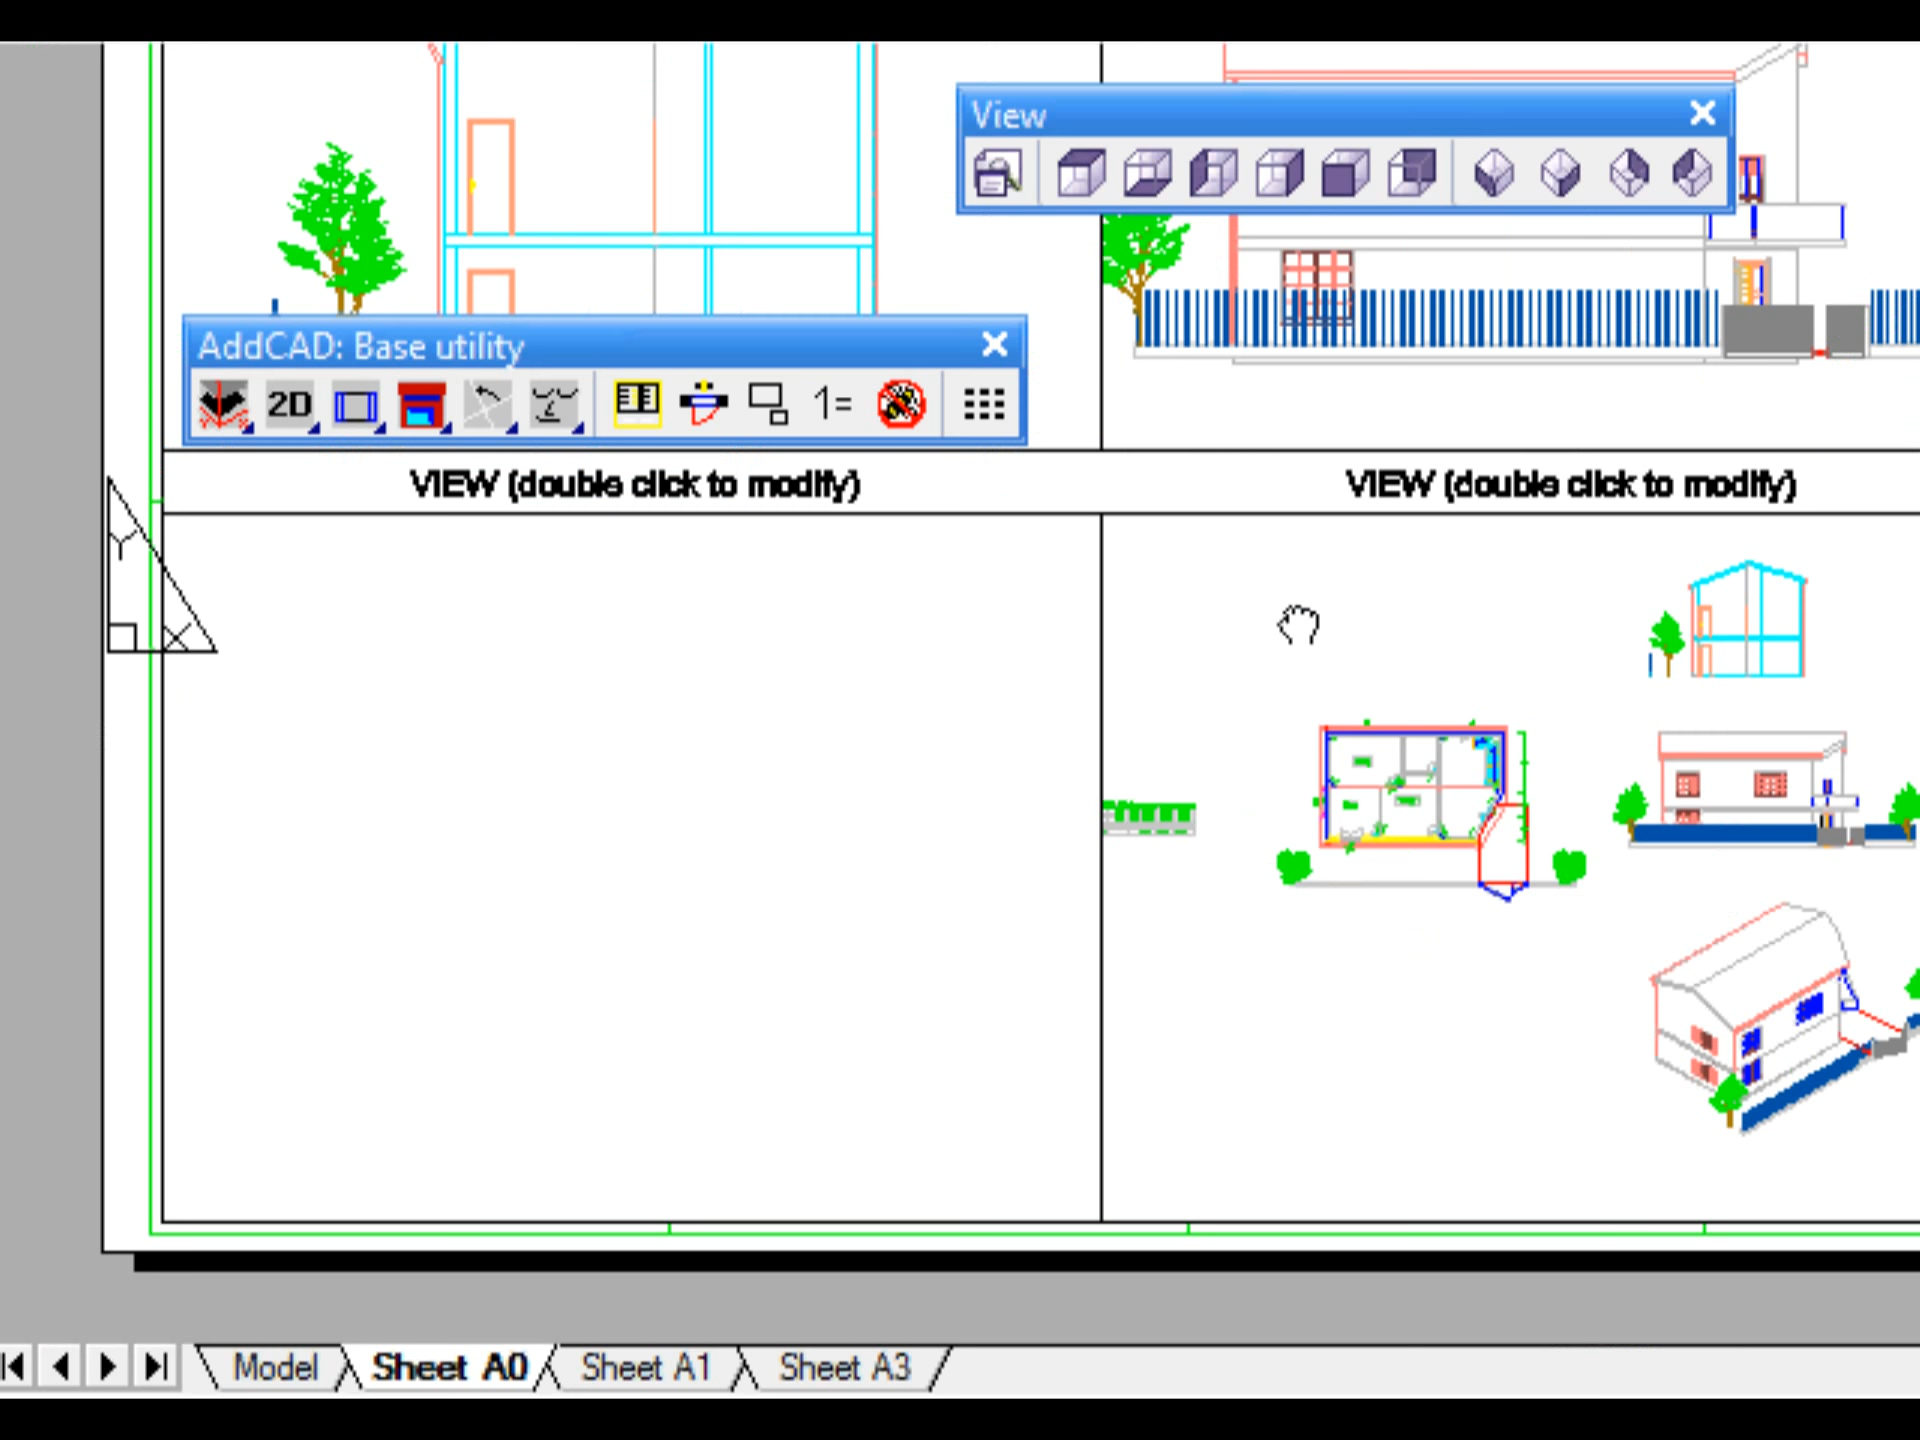 View
AddCAD: Base utility
2D
1=
VIEW (double click to modify)
VIEW (double click to modify)
Y
X
Model
Sheet A0
Sheet A1
Sheet A3